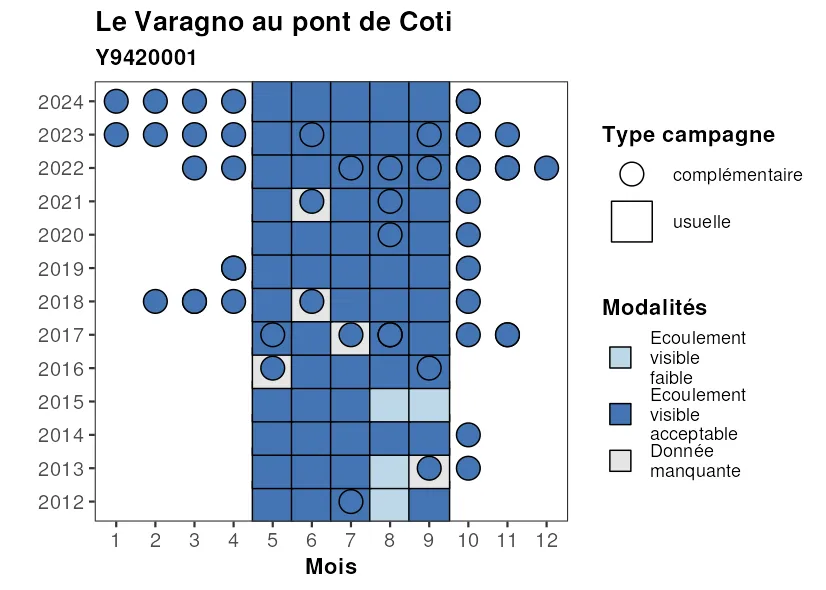 Le Varagno au pont de Coti
Y9420001
2024
2023
2022
2021
2020
2019
2018
2017
2016
2015
2014
2013
2012
1 2 3 4 5 6 7 8 9 10 11 12
Mois
Type campagne
complémentaire
usuelle
Modalités
Ecoulement
visible
faible
Ecoulement
visible
acceptable
Donnée
manquante